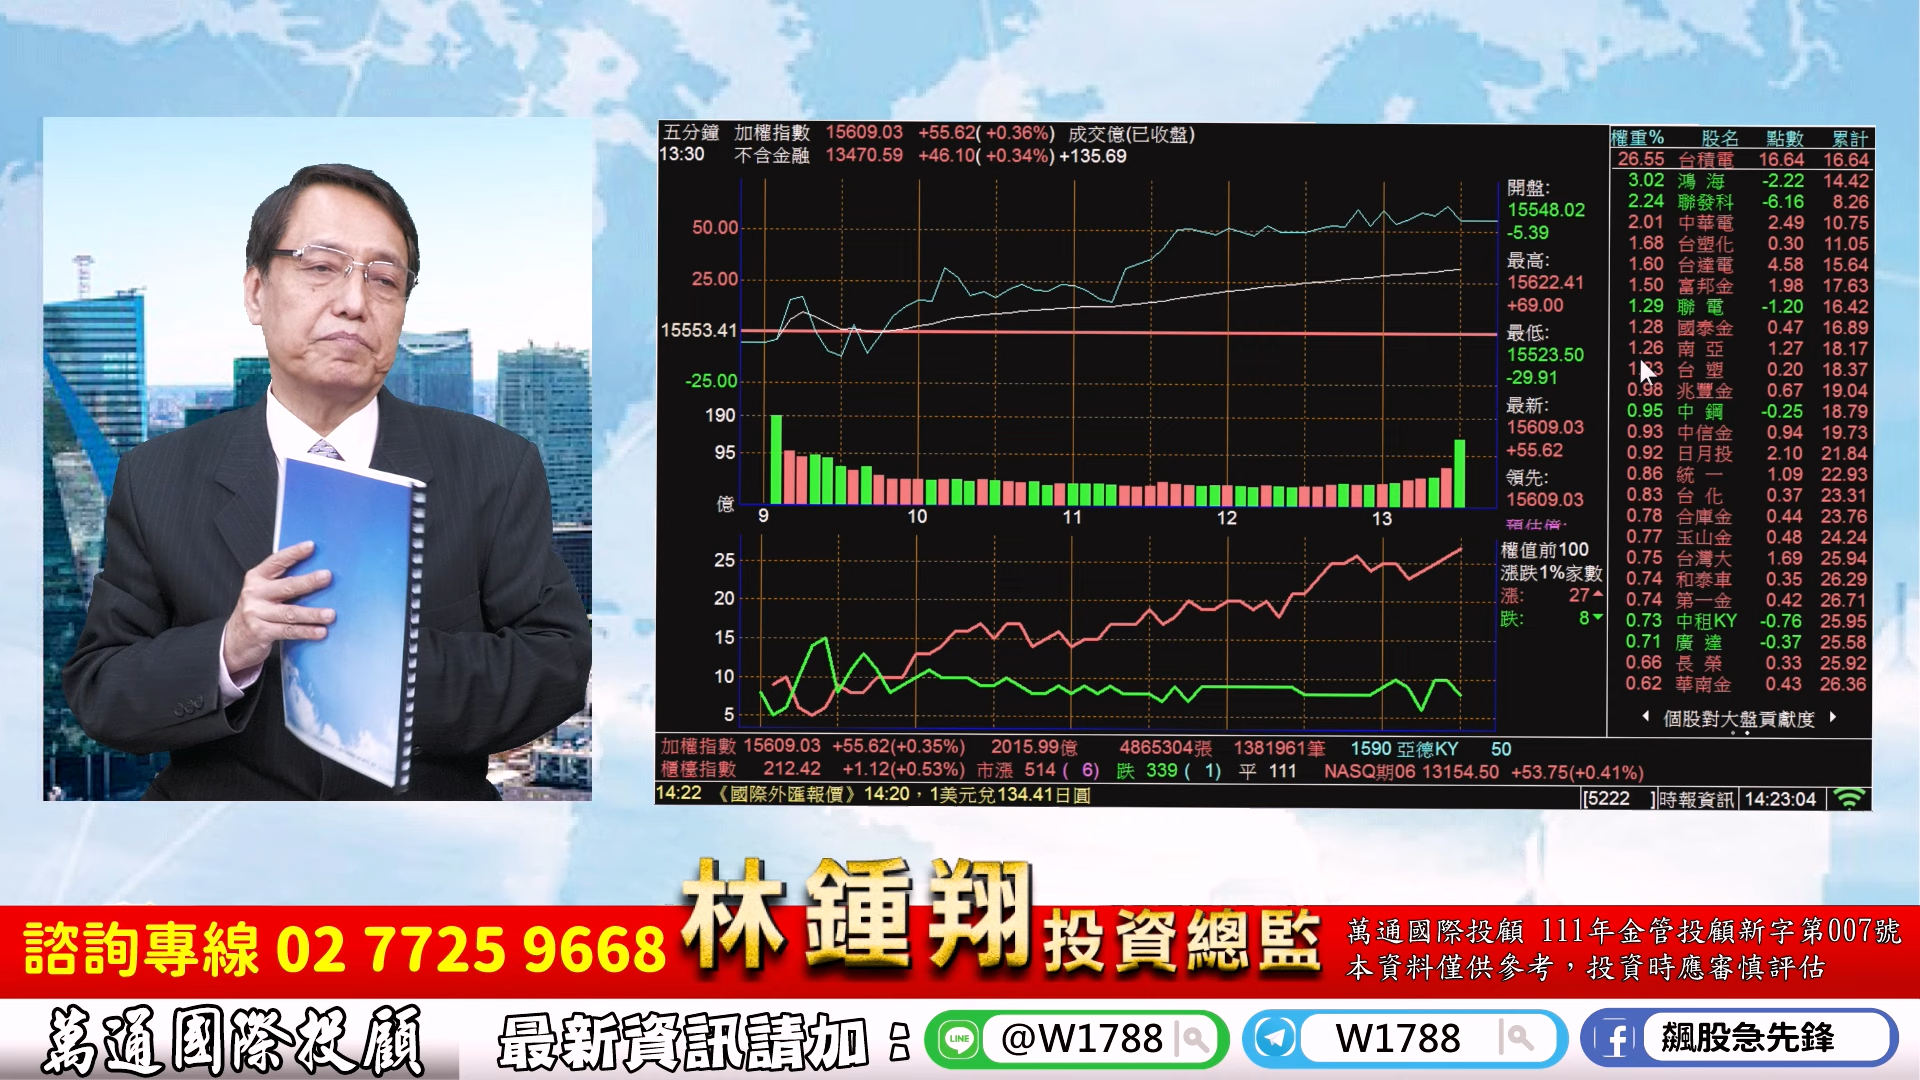 五分鐘 加權指數 15609.03 +55.62( +0.36%) 成交億(已收盤)
13:30 不含金融 13470.59 +46.10( +0.34%) +135.69
50.00
25.00
15553.41
-25.00
190
95
億
9 10 11 12 13
25
20
15
10
5
開盤:
15548.02
-5.39
最高:
15622.41
+69.00
最低:
15523.50
-29.91
最新:
15609.03
+55.62
領先:
15609.03
預估億:
權值前100
漲跌1%家數
漲: 27
跌: 8
權重% 股名 點數 累計
26.55 台積電 16.64 16.64
3.02 鴻海 -2.22 14.42
2.24 聯發科 -6.16 8.26
2.01 中華電 2.49 10.75
1.68 台塑化 0.30 11.05
1.60 台達電 4.58 15.64
1.50 富邦金 1.98 17.63
1.29 聯電 -1.20 16.42
1.28 國泰金 0.47 16.89
1.26 南亞 1.27 18.17
台塑 0.20 18.37
0.98 兆豐金 0.67 19.04
0.95 中鋼 -0.25 18.79
0.93 中信金 0.94 19.73
0.92 日月投 2.10 21.84
0.86 統一 1.09 22.93
0.83 台化 0.37 23.31
0.78 合庫金 0.44 23.76
0.77 玉山金 0.48 24.24
0.75 台灣大 1.69 25.94
0.74 和泰車 0.35 26.29
0.74 第一金 0.42 26.71
0.73 中租KY -0.76 25.95
0.71 廣達 -0.37 25.58
0.66 長榮 0.33 25.92
0.62 華南金 0.43 26.36
個股對大盤貢獻度
加權指數 15609.03 +55.62(+0.35%) 2015.99億 4865304張 1381961筆 1590 亞德KY 50
櫃檯指數 212.42 +1.12(+0.53%) 市漲 514 ( 6) 跌 339 ( 1) 平 111 NASQ期06 13154.50 +53.75(+0.41%)
14:22 《國際外匯報價》14:20，1美元兌134.41日圓 [5222 ] 時報資訊 14:23:04
諮詢專線 02 7725 9668
林鍾翔 投資總監
萬通國際投顧 111年金管投顧新字第007號
本資料僅供參考，投資時應審慎評估
萬通國際投顧
最新資訊請加：
LINE @W1788
W1788
飆股急先鋒